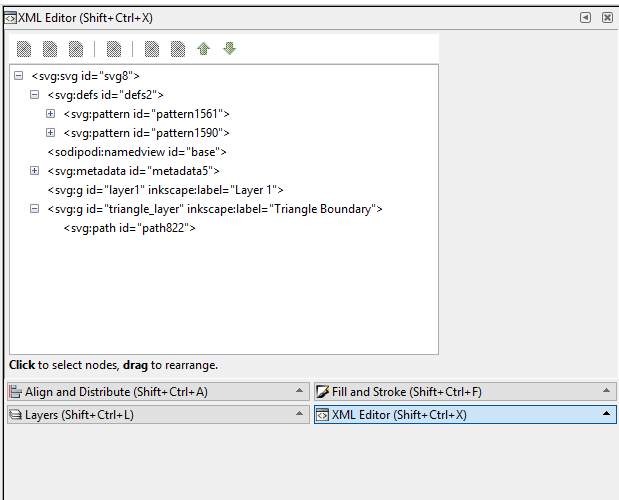 XML Editor (Shift+Ctrl+X)
<svg:svg id="svg8">
<svg:defs id="defs2">
<svg:pattern id="pattern1561">
<svg:pattern id="pattern1590">
<sodipodi:namedview id="base">
<svg:metadata id="metadata5">
<svg:g id="layer1" inkscape:label="Layer 1">
<svg:g id="triangle_layer" inkscape:label="Triangle Boundary">
<svg:path id="path822">
Click to select nodes, drag to rearrange.
Align and Distribute (Shift+Ctrl+A)
Fill and Stroke (Shift+Ctrl+F)
Layers (Shift+Ctrl+L)
XML Editor (Shift+Ctrl+X)